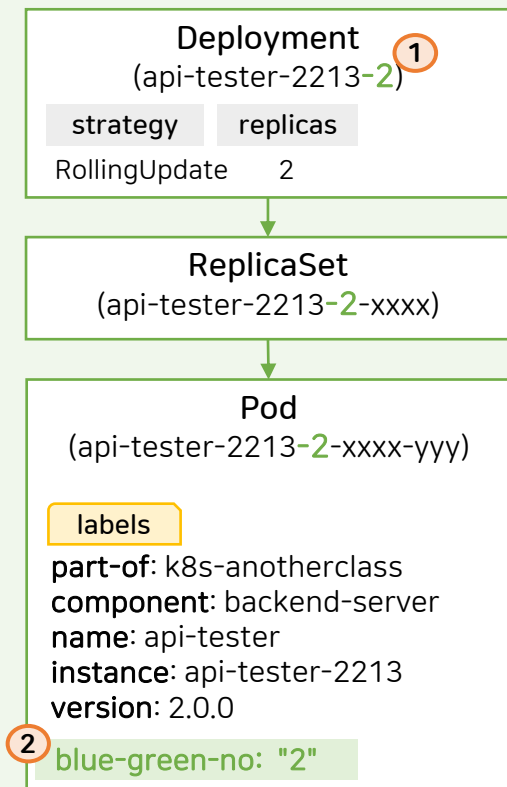 Deployment
1
(api-tester-2213-2)
strategy replicas
RollingUpdate 2
ReplicaSet
(api-tester-2213-2-xxxx)
Pod
(api-tester-2213-2-xxxx-yyy)
labels
part-of: k8s-anotherclass
component: backend-server
name: api-tester
instance: api-tester-2213
version: 2.0.0
2
blue-green-no: "2"